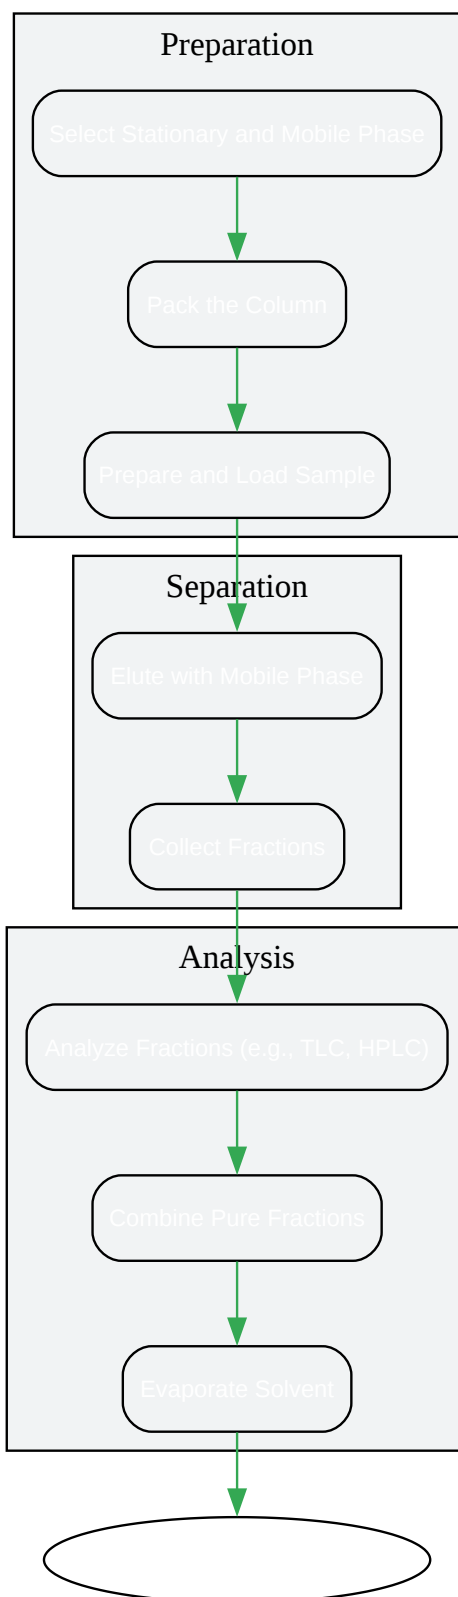 Preparation
Select Stationary and Mobile Phase
Pack the Column
Prepare and Load Sample
Separation
Elute with Mobile Phase
Collect Fractions
Analysis
Analyze Fractions (e.g., TLC, HPLC)
Combine Pure Fractions
Evaporate Solvent